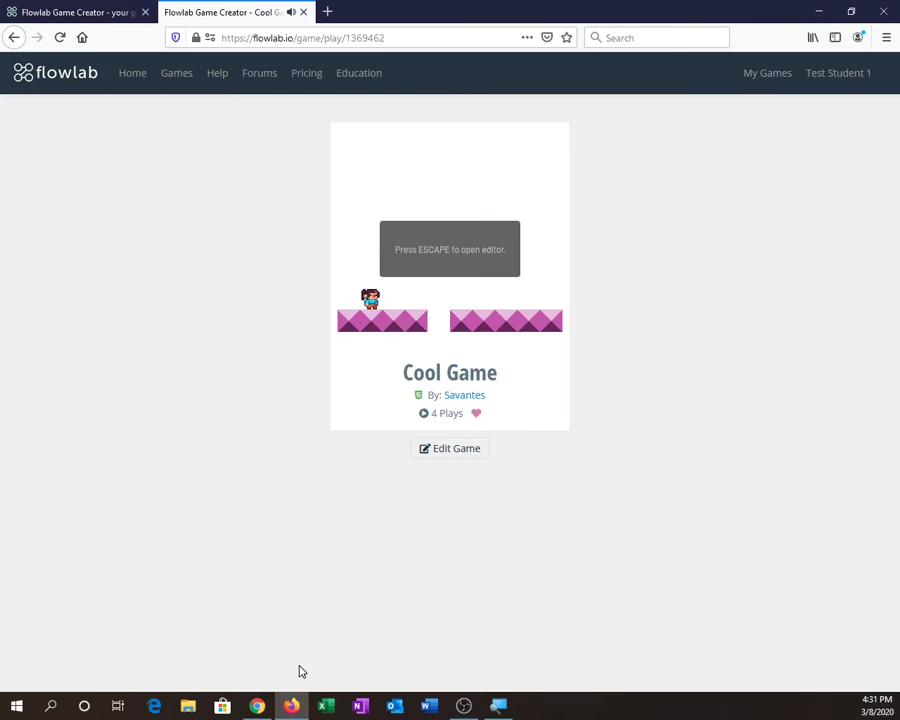 Flowlab Game Creator - your g
Flowlab Game Creator - Cool G
https://flowlab.io/game/play/1369462
Search
flowlab
Home
Games
Help
Forums
Pricing
Education
My Games
Test Student 1
Press ESCAPE to open editor.
Cool Game
By: Savantes
4 Plays
Edit Game
4:31 PM
3/8/2020